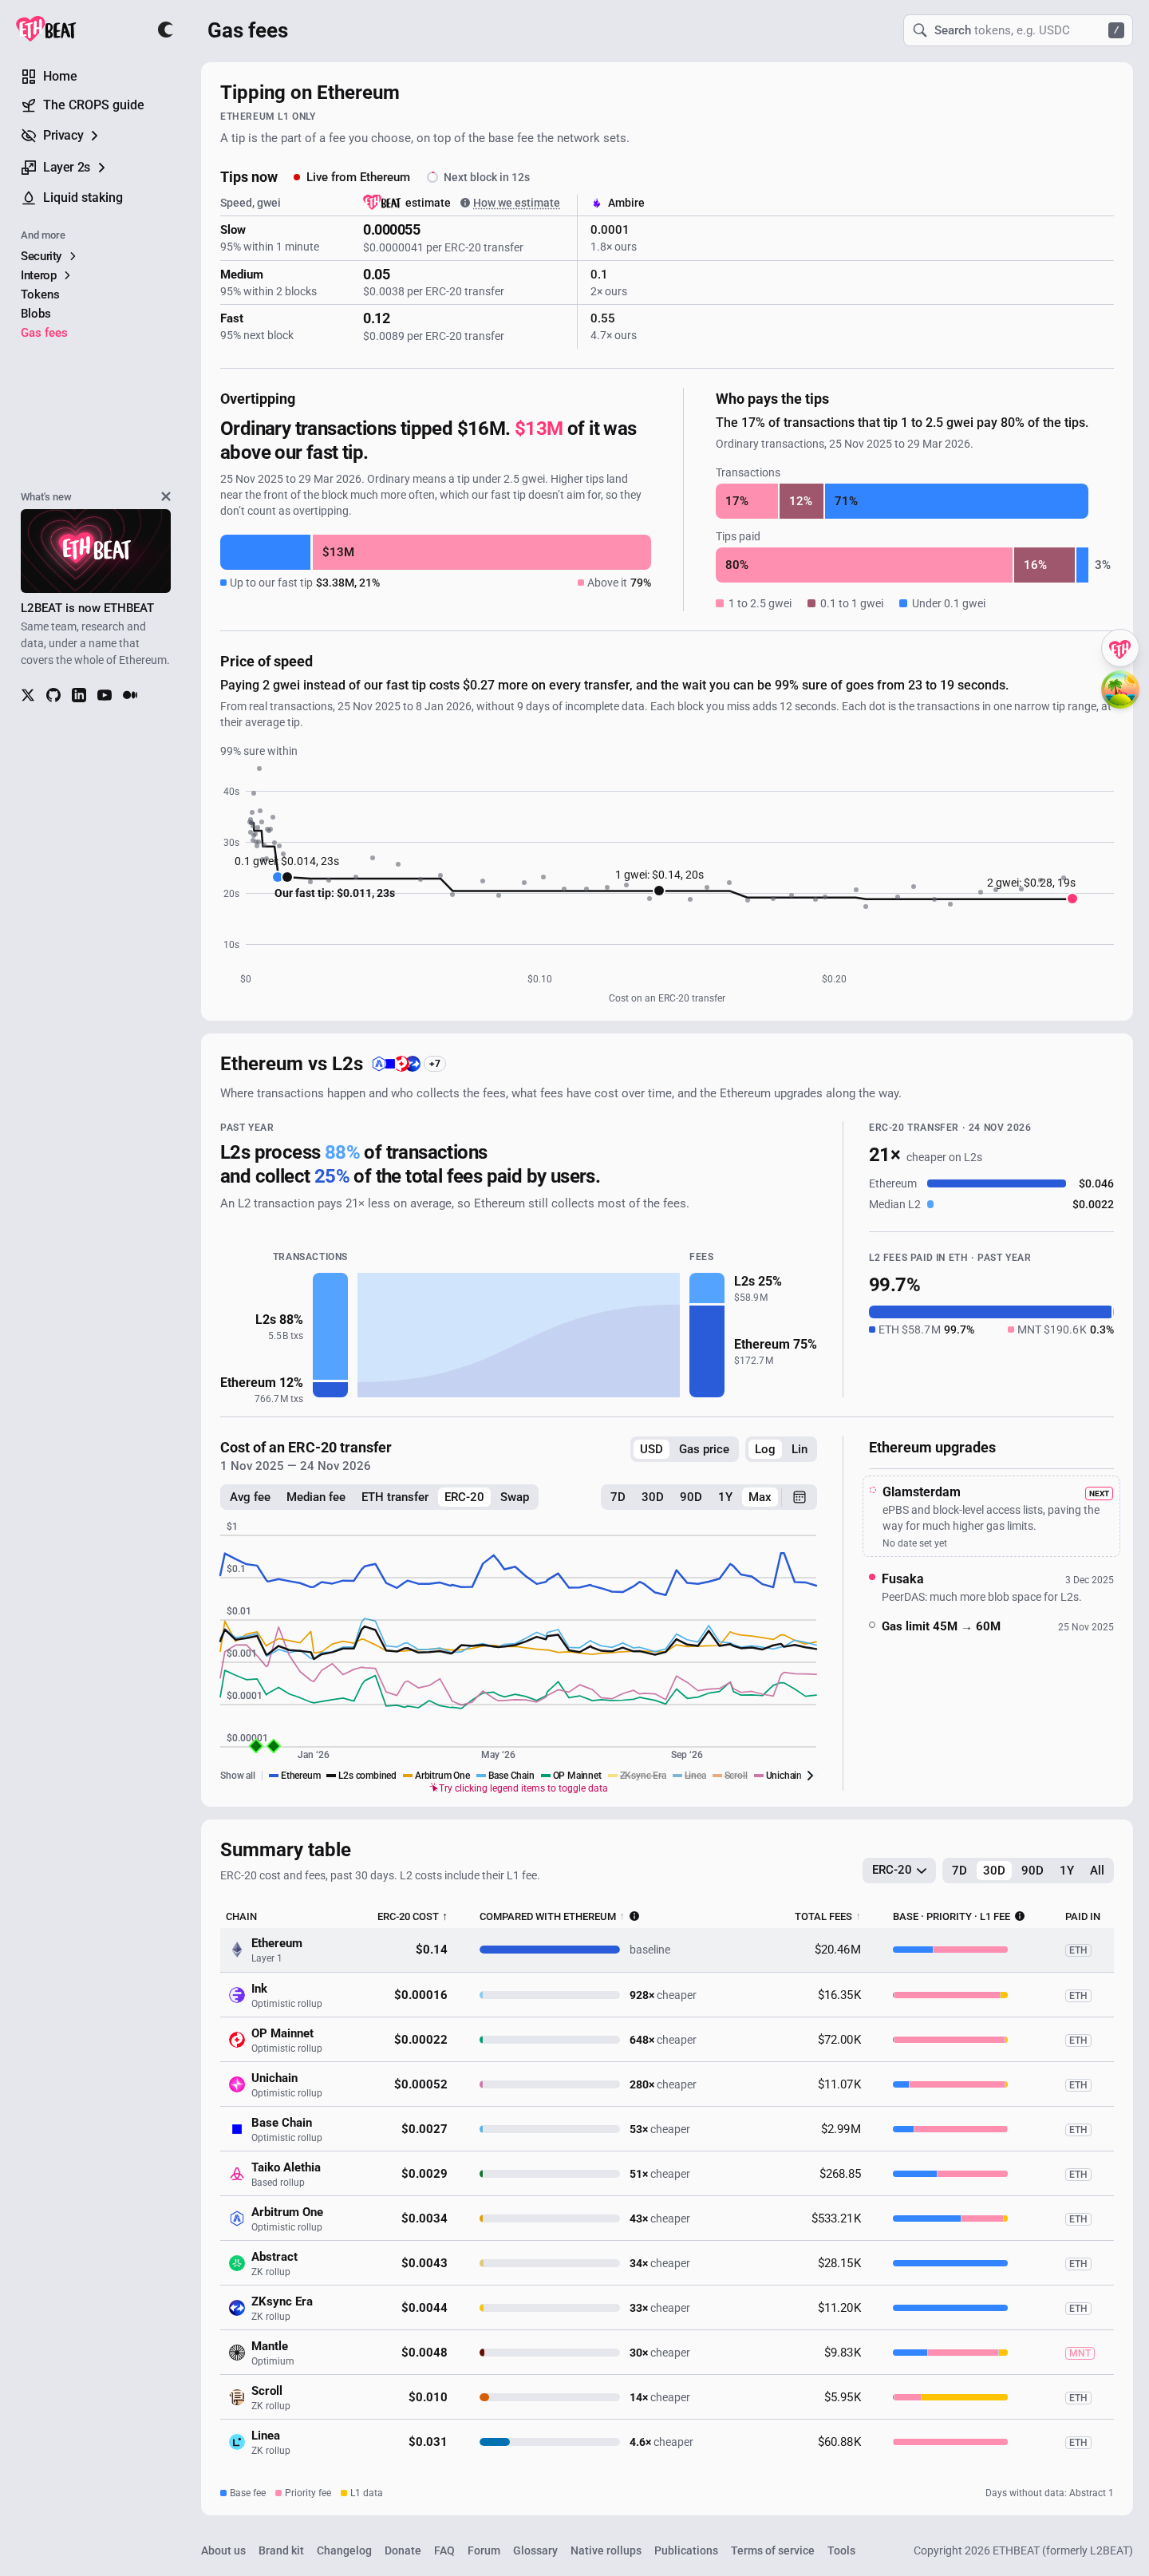 ETH BEAT
Home
The CROPS guide
Privacy
Layer 2s
Liquid staking
And more
Security
Interop
Tokens
Blobs
Gas fees
What's new
ETH BEAT
L2BEAT is now ETHBEAT
Same team, research and
data, under a name that
covers the whole of Ethereum.
Gas fees
Search tokens, e.g. USDC
/
Tipping on Ethereum
ETHEREUM L1 ONLY
A tip is the part of a fee you choose, on top of the base fee the network sets.
Tips now Live from Ethereum Next block in 12s
Speed, gwei ETH BEAT estimate How we estimate Ambire
Slow 0.000055 0.0001
95% within 1 minute $0.0000041 per ERC-20 transfer 1.8× ours
Medium 0.05 0.1
95% within 2 blocks $0.0038 per ERC-20 transfer 2× ours
Fast 0.12 0.55
95% next block $0.0089 per ERC-20 transfer 4.7× ours
Overtipping
Ordinary transactions tipped $16M. $13M of it was
above our fast tip.
25 Nov 2025 to 29 Mar 2026. Ordinary means a tip under 2.5 gwei. Higher tips land
near the front of the block much more often, which our fast tip doesn't aim for, so they
don't count as overtipping.
$13M
Up to our fast tip $3.38M, 21% Above it 79%
Who pays the tips
The 17% of transactions that tip 1 to 2.5 gwei pay 80% of the tips.
Ordinary transactions, 25 Nov 2025 to 29 Mar 2026.
Transactions
17% 12% 71%
Tips paid
80% 16% 3%
1 to 2.5 gwei 0.1 to 1 gwei Under 0.1 gwei
ETH
Price of speed
Paying 2 gwei instead of our fast tip costs $0.27 more on every transfer, and the wait you can be 99% sure of goes from 23 to 19 seconds.
From real transactions, 25 Nov 2025 to 8 Jan 2026, without 9 days of incomplete data. Each block you miss adds 12 seconds. Each dot is the transactions in one narrow tip range, at
their average tip.
99% sure within
40s
30s
0.1 gwei: $0.014, 23s
1 gwei: $0.14, 20s
2 gwei: $0.28, 19s
20s
Our fast tip: $0.011, 23s
10s
$0 $0.10 $0.20
Cost on an ERC-20 transfer
Ethereum vs L2s +7
Where transactions happen and who collects the fees, what fees have cost over time, and the Ethereum upgrades along the way.
PAST YEAR
L2s process 88% of transactions
and collect 25% of the total fees paid by users.
An L2 transaction pays 21× less on average, so Ethereum still collects most of the fees.
TRANSACTIONS FEES
L2s 88%
5.5B txs
Ethereum 12%
766.7M txs
L2s 25%
$58.9M
Ethereum 75%
$172.7M
ERC-20 TRANSFER · 24 NOV 2026
21× cheaper on L2s
Ethereum $0.046
Median L2 $0.0022
L2 FEES PAID IN ETH · PAST YEAR
99.7%
ETH $58.7M 99.7% MNT $190.6K 0.3%
Cost of an ERC-20 transfer
1 Nov 2025 — 24 Nov 2026
USD Gas price Log Lin
Avg fee Median fee ETH transfer ERC-20 Swap
7D 30D 90D 1Y Max
$1
$0.1
$0.01
$0.001
$0.0001
$0.00001
Jan '26 May '26 Sep '26
Show all Ethereum L2s combined Arbitrum One Base Chain OP Mainnet ZKsync Era Linea Scroll Unichain
Try clicking legend items to toggle data
Ethereum upgrades
Glamsterdam NEXT
ePBS and block-level access lists, paving the
way for much higher gas limits.
No date set yet
Fusaka 3 Dec 2025
PeerDAS: much more blob space for L2s.
Gas limit 45M → 60M 25 Nov 2025
Summary table
ERC-20 cost and fees, past 30 days. L2 costs include their L1 fee.
ERC-20 7D 30D 90D 1Y All
CHAIN ERC-20 COST ↑ COMPARED WITH ETHEREUM ↑ TOTAL FEES ↑ BASE · PRIORITY · L1 FEE PAID IN
Ethereum $0.14 baseline $20.46M ETH
Layer 1
Ink $0.00016 928× cheaper $16.35K ETH
Optimistic rollup
OP Mainnet $0.00022 648× cheaper $72.00K ETH
Optimistic rollup
Unichain $0.00052 280× cheaper $11.07K ETH
Optimistic rollup
Base Chain $0.0027 53× cheaper $2.99M ETH
Optimistic rollup
Taiko Alethia $0.0029 51× cheaper $268.85 ETH
Based rollup
Arbitrum One $0.0034 43× cheaper $533.21K ETH
Optimistic rollup
Abstract $0.0043 34× cheaper $28.15K ETH
ZK rollup
ZKsync Era $0.0044 33× cheaper $11.20K ETH
ZK rollup
Mantle $0.0048 30× cheaper $9.83K MNT
Optimium
Scroll $0.010 14× cheaper $5.95K ETH
ZK rollup
Linea $0.031 4.6× cheaper $60.88K ETH
ZK rollup
Base fee Priority fee L1 data Days without data: Abstract 1
About us Brand kit Changelog Donate FAQ Forum Glossary Native rollups Publications Terms of service Tools Copyright 2026 ETHBEAT (formerly L2BEAT)